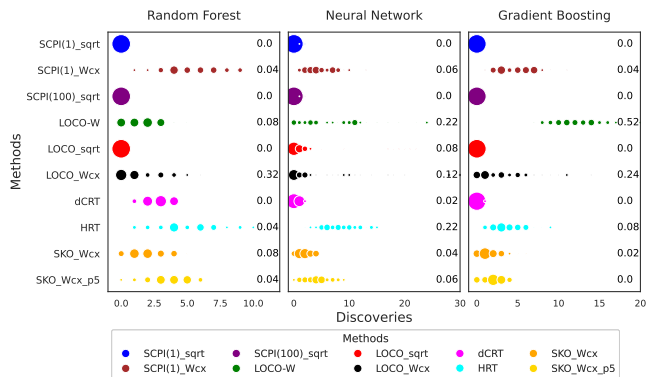 Random Forest Neural Network Gradient Boosting
Methods
SCPI(1)_sqrt 0.0 0.0 0.0
SCPI(1)_Wcx 0.04 0.06 0.04
SCPI(100)_sqrt 0.0 0.0 0.0
LOCO-W 0.08 0.22 0.52
LOCO_sqrt 0.0 0.08 0.0
LOCO_Wcx 0.32 0.12 0.24
dCRT 0.0 0.02 0.0
HRT 0.04 0.22 0.08
SKO_Wcx 0.08 0.04 0.02
SKO_Wcx_p5 0.04 0.06 0.0
0.0 2.5 5.0 7.5 10.0 0 10 20 30 0 5 10 15 20
Discoveries
Methods
SCPI(1)_sqrt SCPI(100)_sqrt LOCO_sqrt dCRT SKO_Wcx
SCPI(1)_Wcx LOCO-W LOCO_Wcx HRT SKO_Wcx_p5